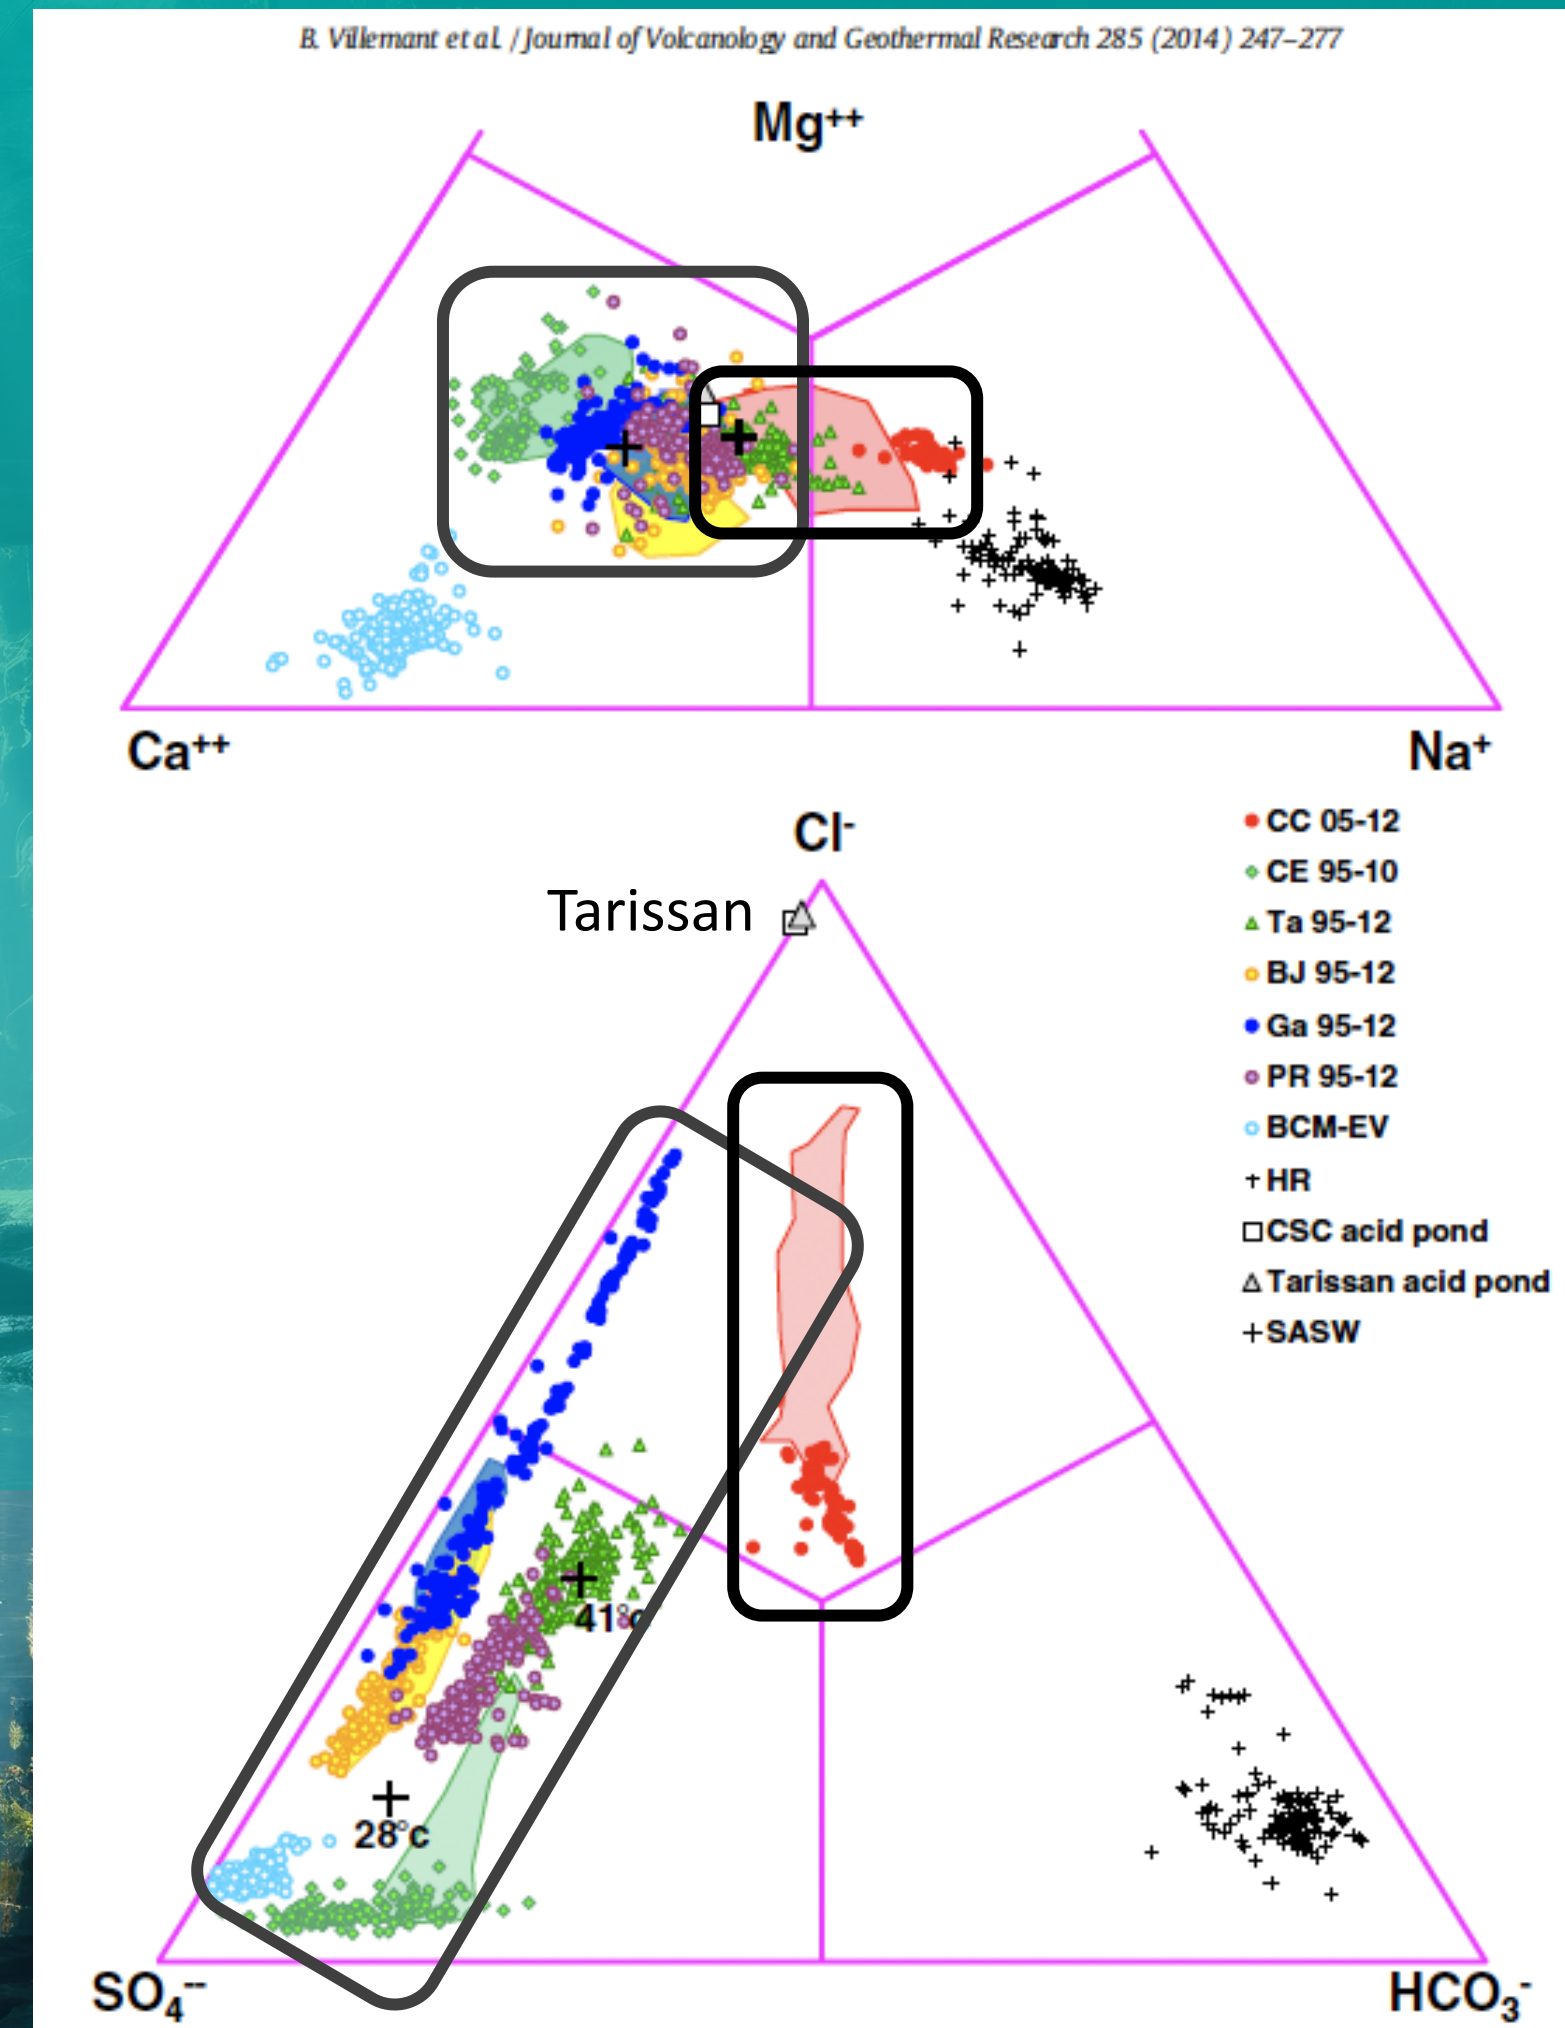 B. Villemant et al. / Journal of Volcanology and Geothermal Research 285 (2014) 247–277
Mg⁺⁺
Ca⁺⁺
Na⁺
Cl⁻
Tarissan
CC 05-12
CE 95-10
Ta 95-12
BJ 95-12
Ga 95-12
PR 95-12
BCM-EV
HR
CSC acid pond
Tarissan acid pond
SASW
41°c
28°c
SO₄⁻⁻
HCO₃⁻